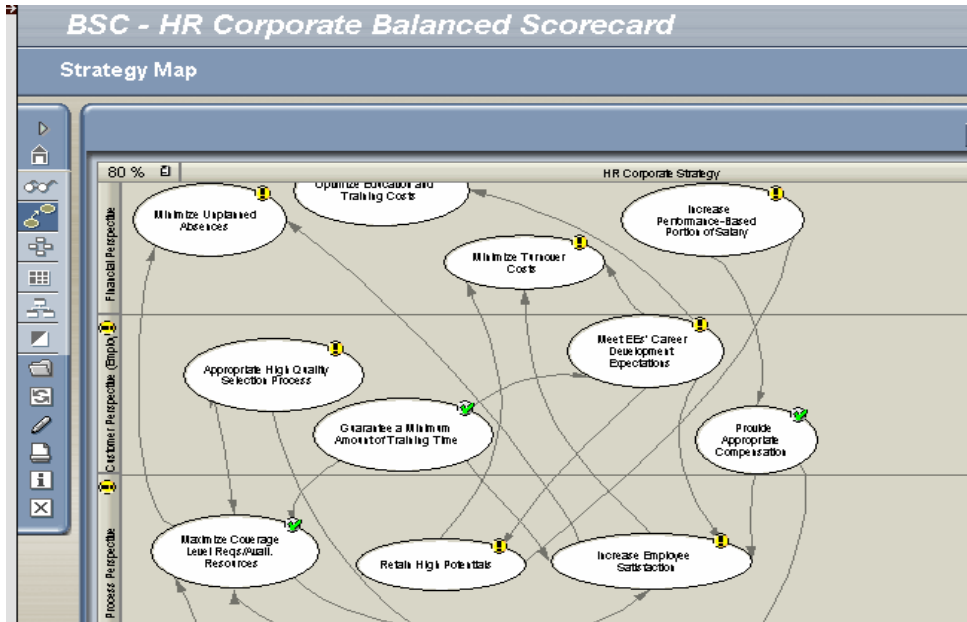 BSC - HR Corporate Balanced Scorecard
Strategy Map
80 %
HR Corporate Strategy
Financial Perspective
Minimize Unplanned
Absences
Optimize Education and
Training Costs
Increase
Performance-Based
Portion of Salary
Minimize Turnover
Costs
Customer Perspective (Employ
Appropriate High Quality
Selection Process
Meet EEs' Career
Development
Expectations
Guarantee a Minimum
Amount of Training Time
Provide
Appropriate
Compensation
Process Perspective
Maximize Coverage
Level Reqs/Avail.
Resources
Retain High Potentials
Increase Employee
Satisfaction